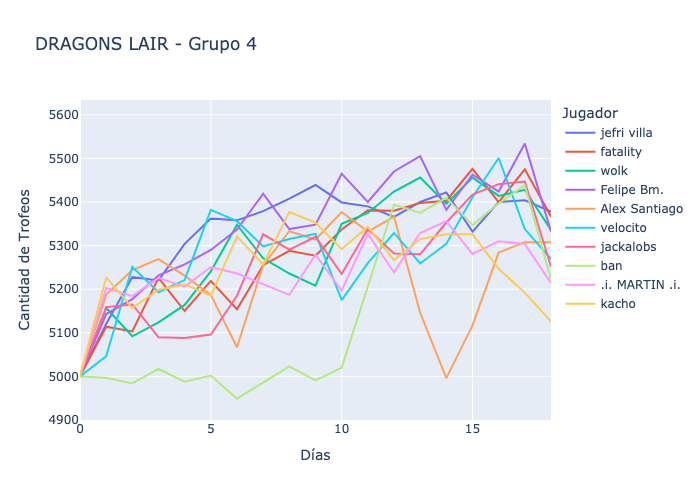 DRAGONS LAIR - Grupo 4
Cantidad de Trofeos
5600
5500
5400
5300
5200
5100
5000
4900
0
5
10
15
Días
Jugador
jefri villa
fatality
wolk
Felipe Bm.
Alex Santiago
velocito
jackalobs
ban
.i. MARTIN .i.
kacho